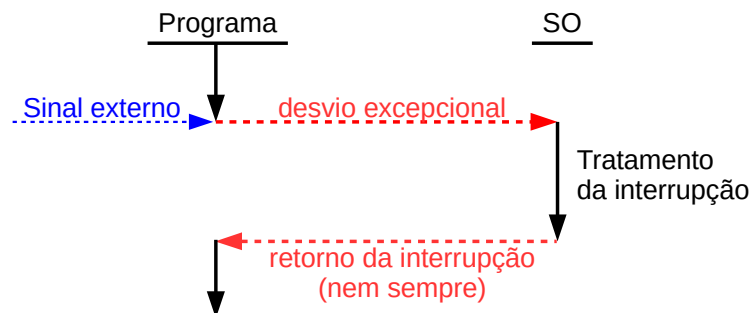 Programa
SO
Sinal externo
desvio excepcional
Tratamento
da interrupção
retorno da interrupção
(nem sempre)